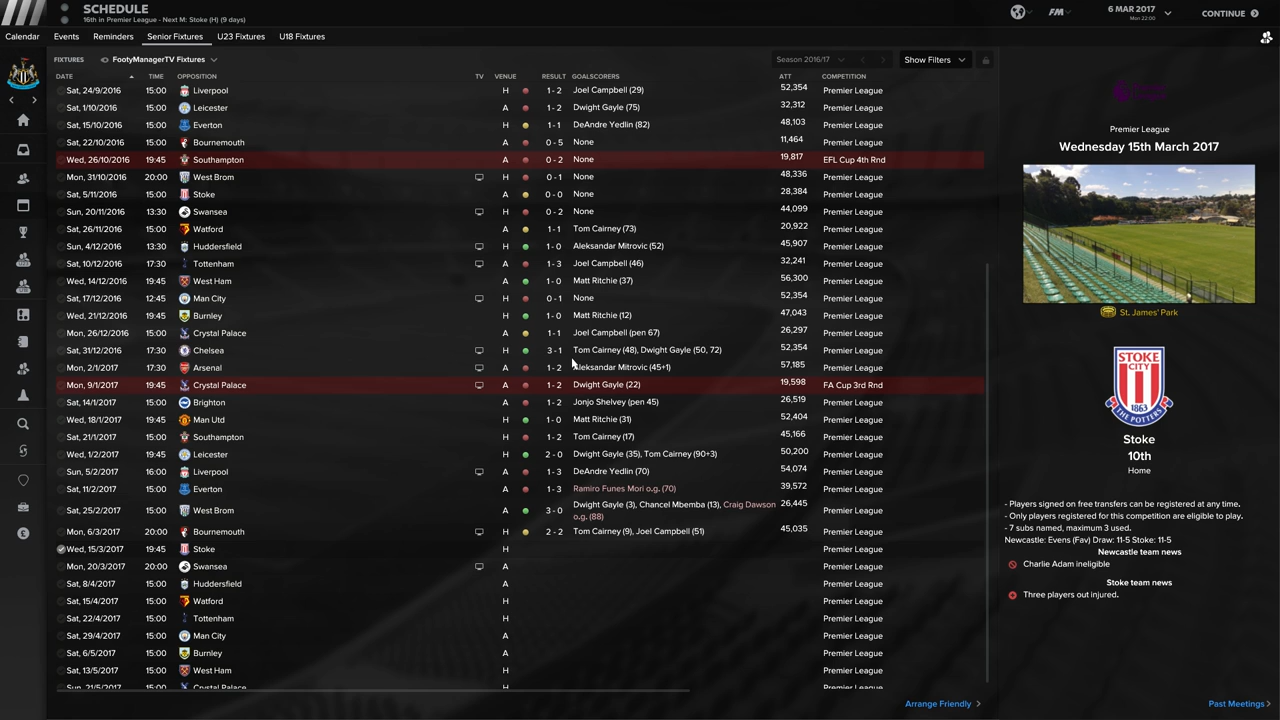 SCHEDULE
16th in Premier League - Next M: Stoke (H) (9 days)
FM
6 MAR 2017
Mon 22:00
CONTINUE
Calendar Events Reminders Senior Fixtures U23 Fixtures U18 Fixtures
FIXTURES FootyManagerTV Fixtures Season 2016/17 Show Filters
DATE TIME OPPOSITION TV VENUE RESULT GOALSCORERS ATT COMPETITION
Sat, 24/9/2016 15:00 Liverpool H 1 - 2 Joel Campbell (29) 52,354 Premier League
Sat, 1/10/2016 15:00 Leicester A 1 - 2 Dwight Gayle (75) 32,312 Premier League
Sat, 15/10/2016 15:00 Everton H 1 - 1 DeAndre Yedlin (82) 48,103 Premier League
Sat, 22/10/2016 15:00 Bournemouth A 0 - 5 None 11,464 Premier League
Wed, 26/10/2016 19:45 Southampton A 0 - 2 None 19,817 EFL Cup 4th Rnd
Mon, 31/10/2016 20:00 West Brom H 0 - 1 None 48,336 Premier League
Sat, 5/11/2016 15:00 Stoke A 0 - 0 None 28,384 Premier League
Sun, 20/11/2016 13:30 Swansea H 0 - 2 None 44,099 Premier League
Sat, 26/11/2016 15:00 Watford A 1 - 1 Tom Cairney (73) 20,922 Premier League
Sun, 4/12/2016 13:30 Huddersfield H 1 - 0 Aleksandar Mitrovic (52) 45,907 Premier League
Sat, 10/12/2016 17:30 Tottenham A 1 - 3 Joel Campbell (46) 32,241 Premier League
Wed, 14/12/2016 19:45 West Ham A 1 - 0 Matt Ritchie (37) 56,300 Premier League
Sat, 17/12/2016 12:45 Man City H 0 - 1 None 52,354 Premier League
Wed, 21/12/2016 19:45 Burnley H 1 - 0 Matt Ritchie (12) 47,043 Premier League
Mon, 26/12/2016 15:00 Crystal Palace A 1 - 1 Joel Campbell (pen 67) 26,297 Premier League
Sat, 31/12/2016 17:30 Chelsea H 3 - 1 Tom Cairney (48), Dwight Gayle (50, 72) 52,354 Premier League
Mon, 2/1/2017 17:30 Arsenal A 1 - 2 Aleksandar Mitrovic (45+1) 57,185 Premier League
Mon, 9/1/2017 19:45 Crystal Palace A 1 - 2 Dwight Gayle (22) 19,598 FA Cup 3rd Rnd
Sat, 14/1/2017 15:00 Brighton A 1 - 2 Jonjo Shelvey (pen 45) 26,519 Premier League
Wed, 18/1/2017 19:45 Man Utd H 1 - 0 Matt Ritchie (31) 52,404 Premier League
Sat, 21/1/2017 15:00 Southampton H 1 - 2 Tom Cairney (17) 45,166 Premier League
Wed, 1/2/2017 19:45 Leicester H 2 - 0 Dwight Gayle (35), Tom Cairney (90+3) 50,200 Premier League
Sun, 5/2/2017 16:00 Liverpool A 1 - 3 DeAndre Yedlin (70) 54,074 Premier League
Sat, 11/2/2017 15:00 Everton A 1 - 3 Ramiro Funes Mori o.g. (70) 39,572 Premier League
Sat, 25/2/2017 15:00 West Brom A 3 - 0 Dwight Gayle (3), Chancel Mbemba (13), Craig Dawson 26,445 Premier League
o.g. (88)
Mon, 6/3/2017 20:00 Bournemouth H 2 - 2 Tom Cairney (9), Joel Campbell (51) 45,035 Premier League
Wed, 15/3/2017 19:45 Stoke H Premier League
Mon, 20/3/2017 20:00 Swansea A Premier League
Sat, 8/4/2017 15:00 Huddersfield A Premier League
Sat, 15/4/2017 15:00 Watford H Premier League
Sat, 22/4/2017 15:00 Tottenham H Premier League
Sat, 29/4/2017 15:00 Man City A Premier League
Sat, 6/5/2017 15:00 Burnley A Premier League
Sat, 13/5/2017 15:00 West Ham H Premier League
Sun, 21/5/2017 15:00 Crystal Palace H Premier League
Arrange Friendly
Premier League
Wednesday 15th March 2017
St. James' Park
STOKE
CITY
1863
THE POTTERS
Stoke
10th
Home
- Players signed on free transfers can be registered at any time.
- Only players registered for this competition are eligible to play.
- 7 subs named, maximum 3 used.
Newcastle: Evens (Fav) Draw: 11-5 Stoke: 11-5
Newcastle team news
Charlie Adam ineligible
Stoke team news
Three players out injured.
Past Meetings